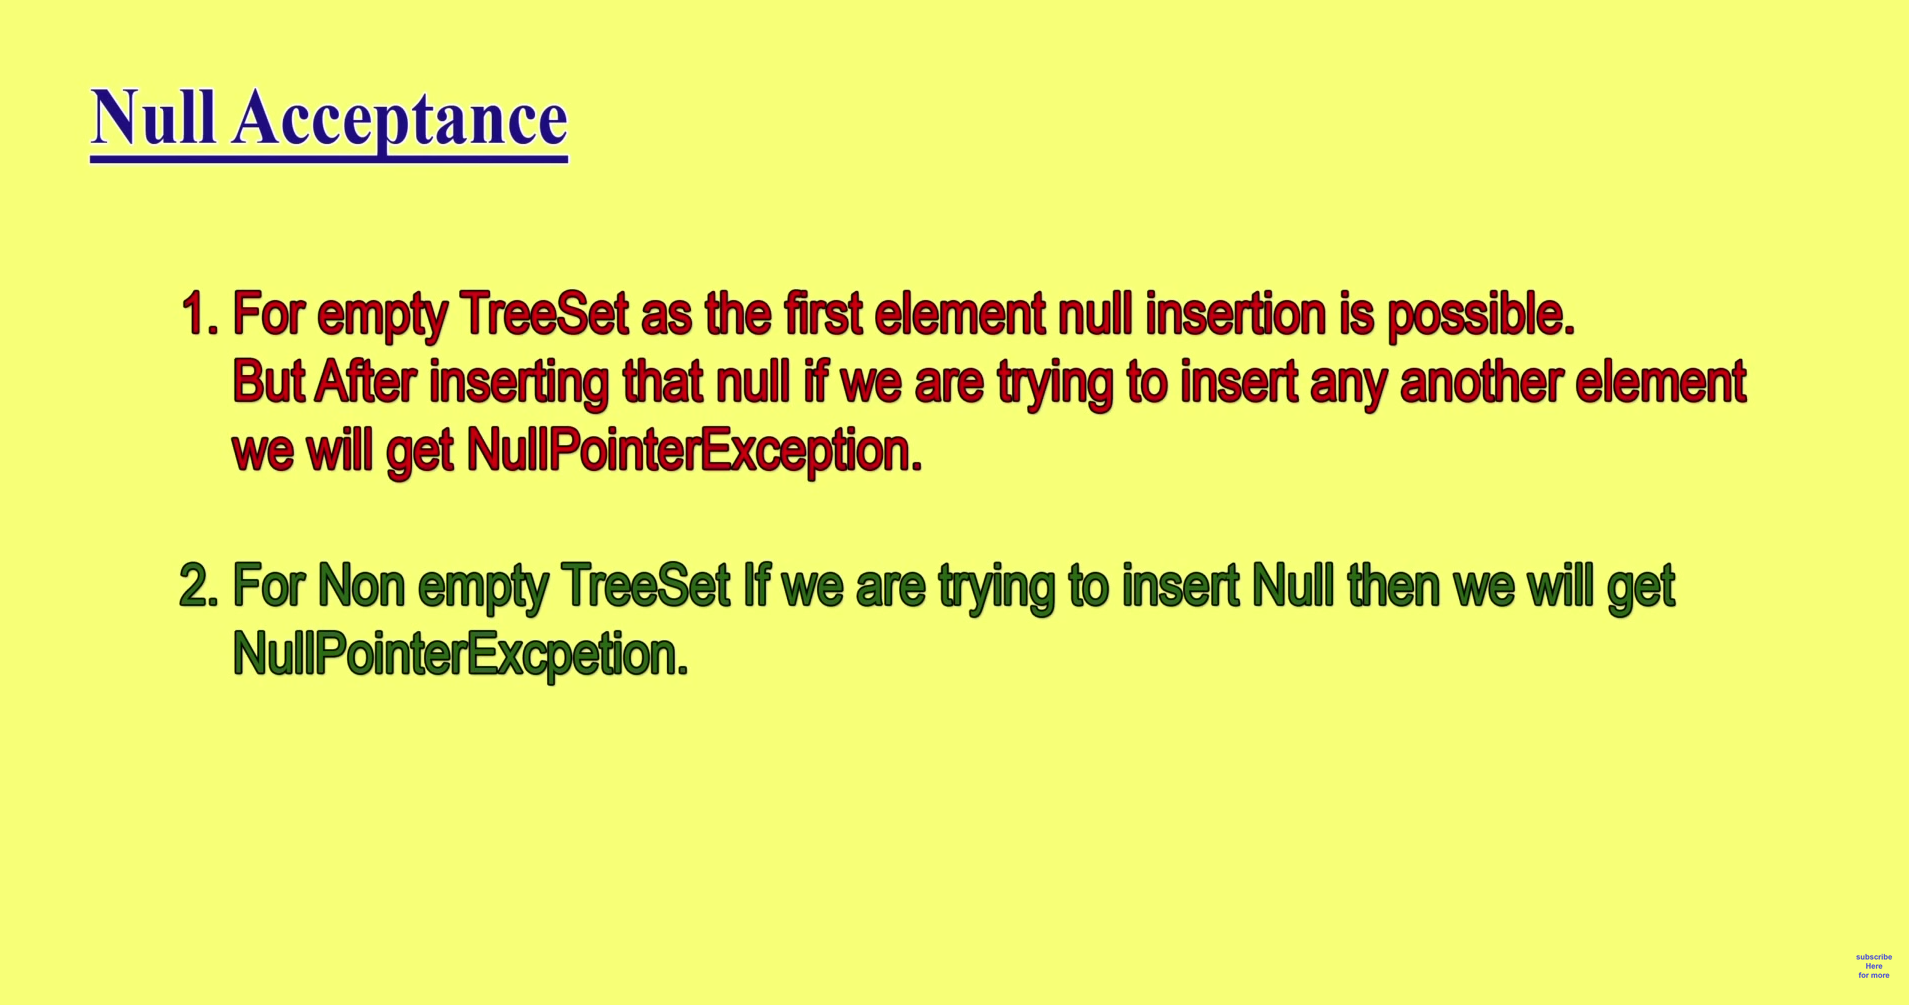 Null Acceptance
1. For empty TreeSet as the first element null insertion is possible.
But After inserting that null if we are trying to insert any another element
we will get NullPointerException.
2. For Non empty TreeSet If we are trying to insert Null then we will get
NullPointerExcpetion.
subscribe
Here
for more